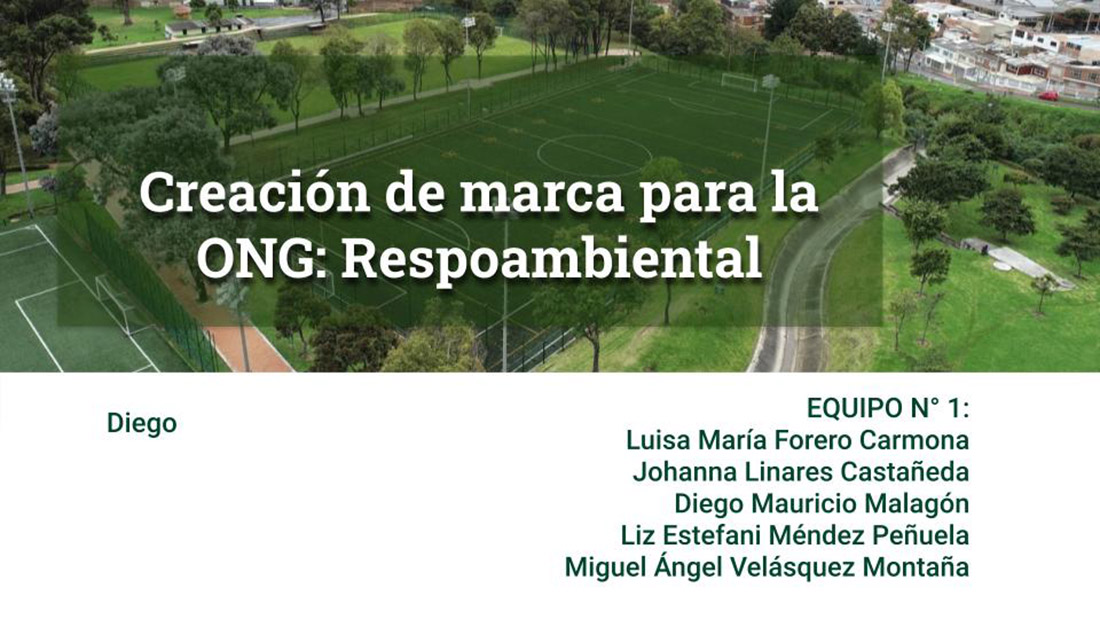 Creación de marca para la
ONG: Respoambiental
Diego
EQUIPO N° 1:
Luisa María Forero Carmona
Johanna Linares Castañeda
Diego Mauricio Malagón
Liz Estefani Méndez Peñuela
Miguel Ángel Velásquez Montaña